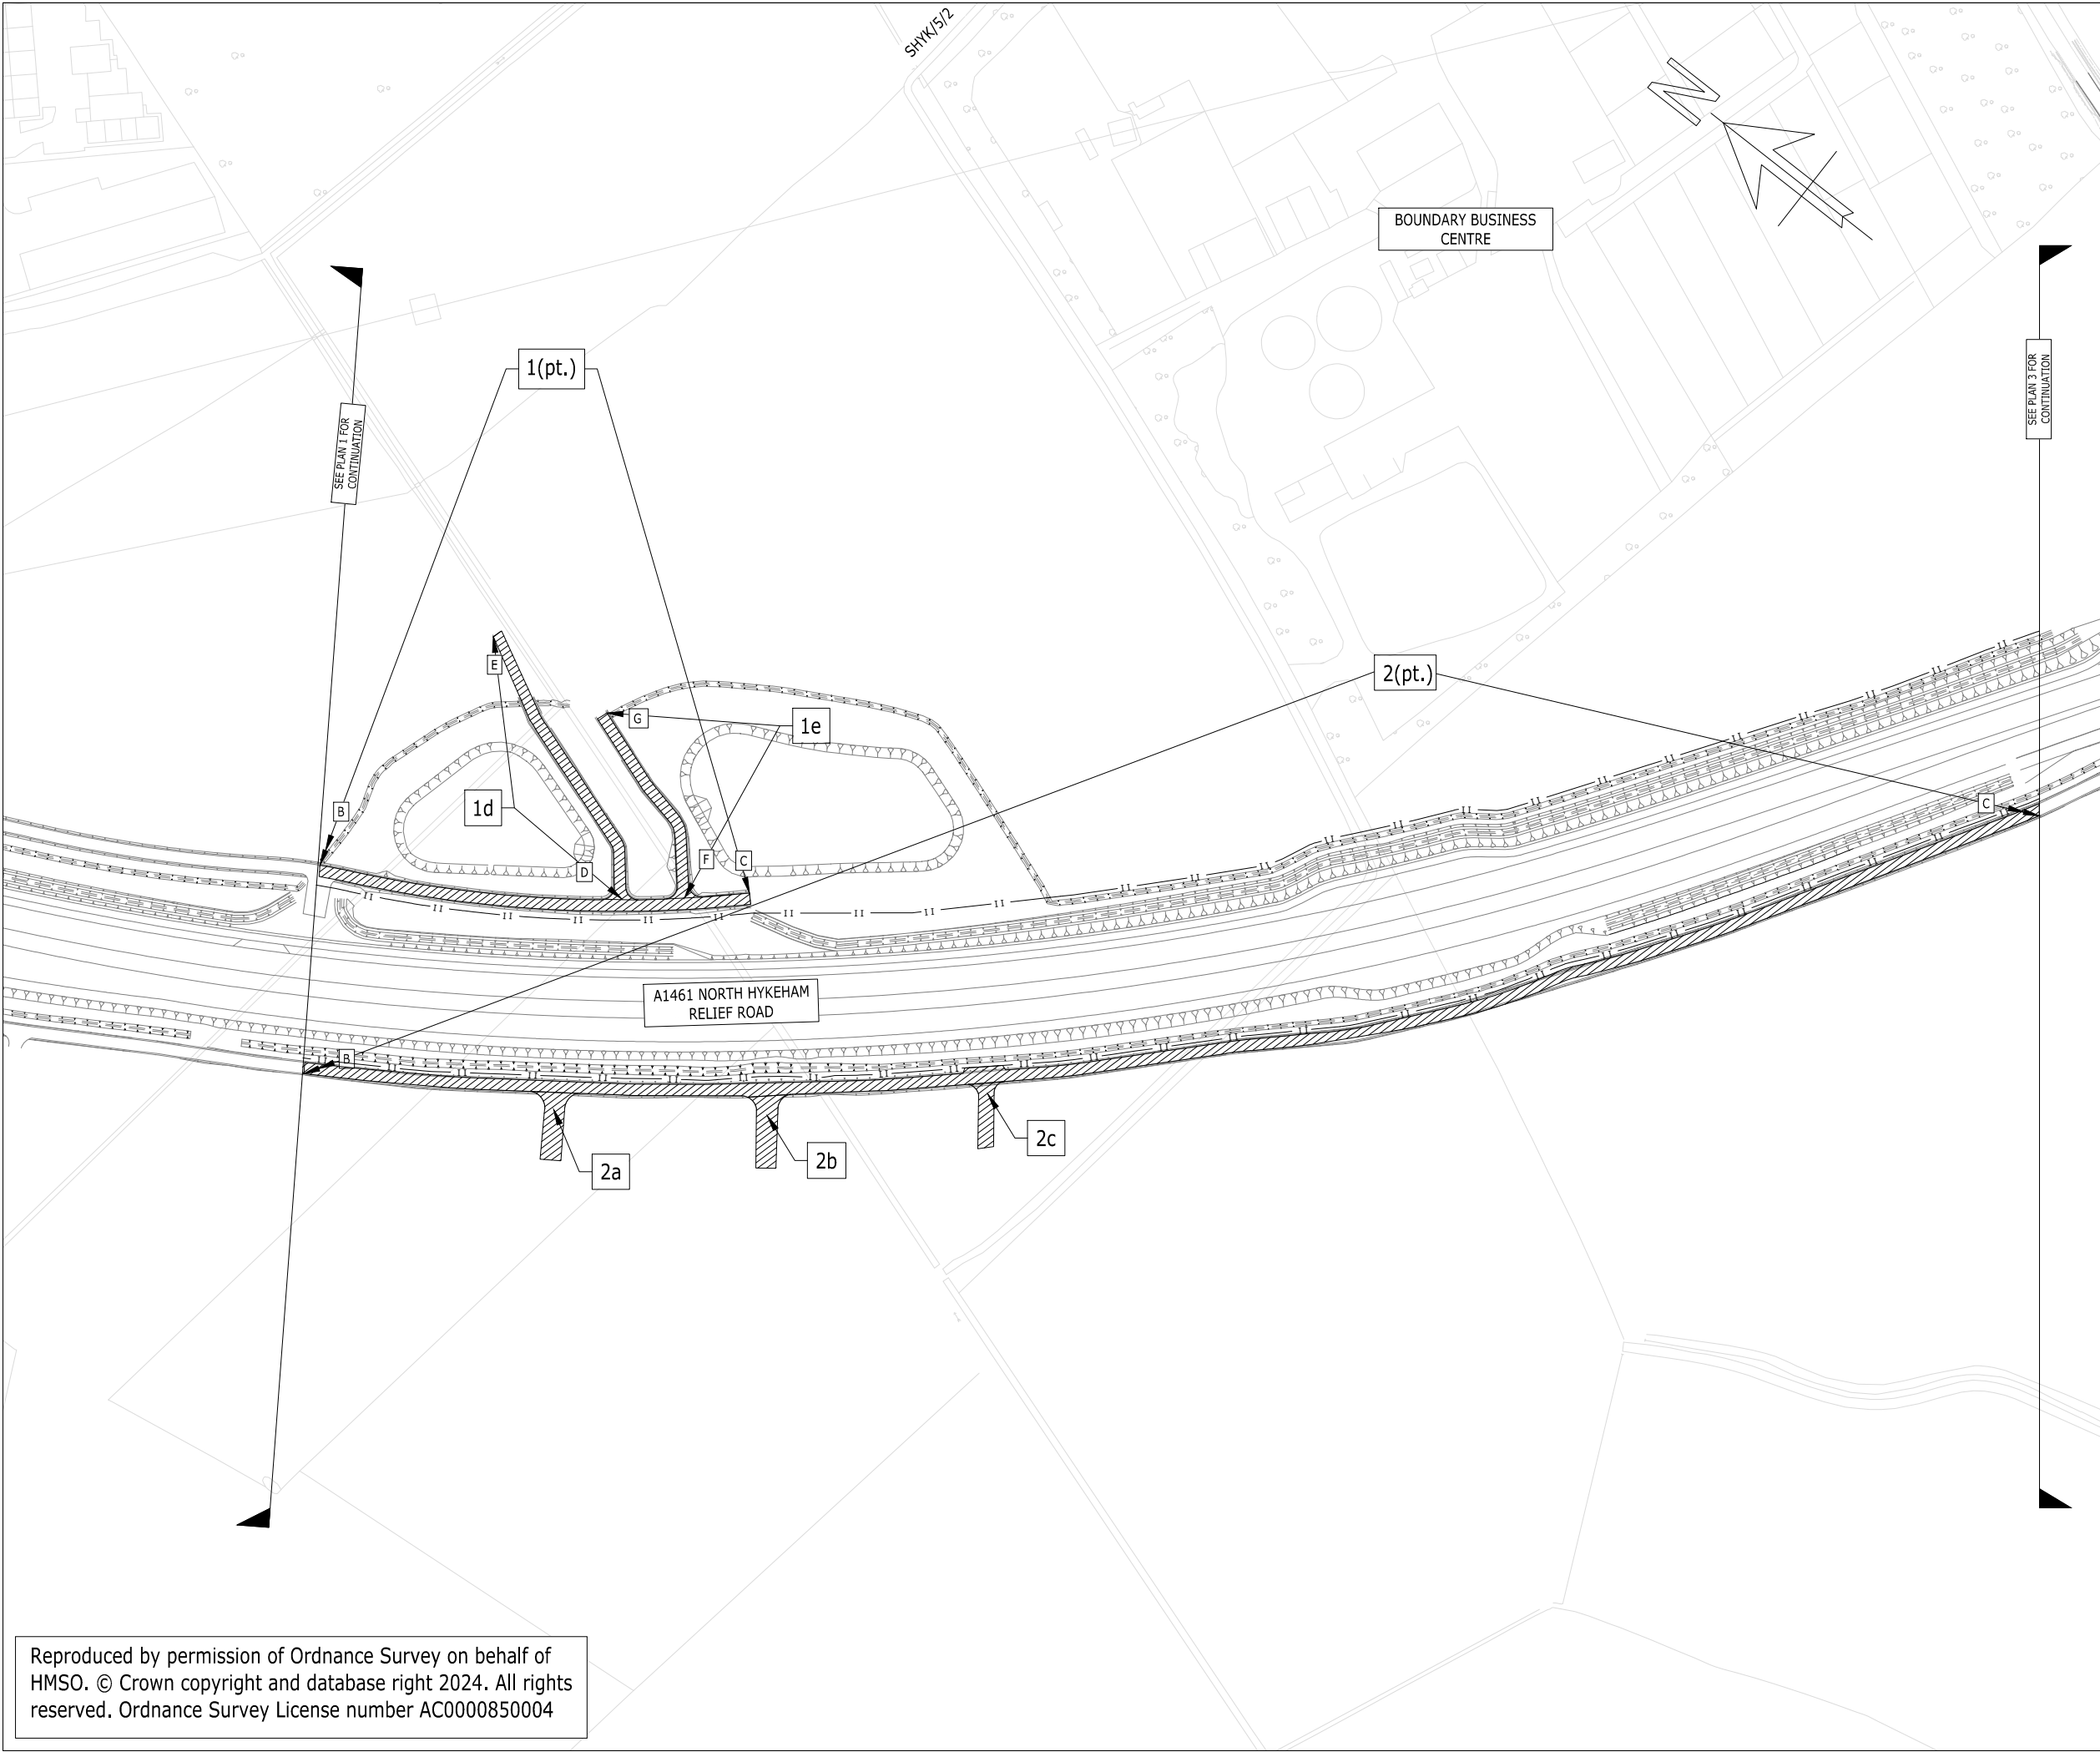 SHYK/5/2
N
BOUNDARY BUSINESS
CENTRE
1(pt.)
SEE PLAN 1 FOR
CONTINUATION
SEE PLAN 3 FOR
CONTINUATION
E
2(pt.)
G
1e
B
1d
C
F
C
D
A1461 NORTH HYKEHAM
RELIEF ROAD
B
2a
2b
2c
Reproduced by permission of Ordnance Survey on behalf of
HMSO. © Crown copyright and database right 2024. All rights
reserved. Ordnance Survey License number AC0000850004